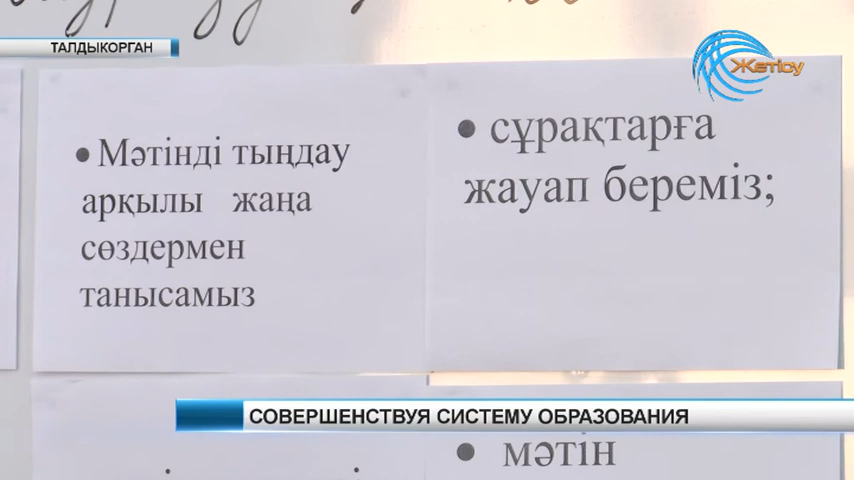 ТАЛДЫКОРГАН
Жетісу
• Мәтінді тыңдау
арқылы жаңа
сөздермен
танысамыз
• сұрақтарға
жауап береміз;
СОВЕРШЕНСТВУЯ СИСТЕМУ ОБРАЗОВАНИЯ
• мәтін